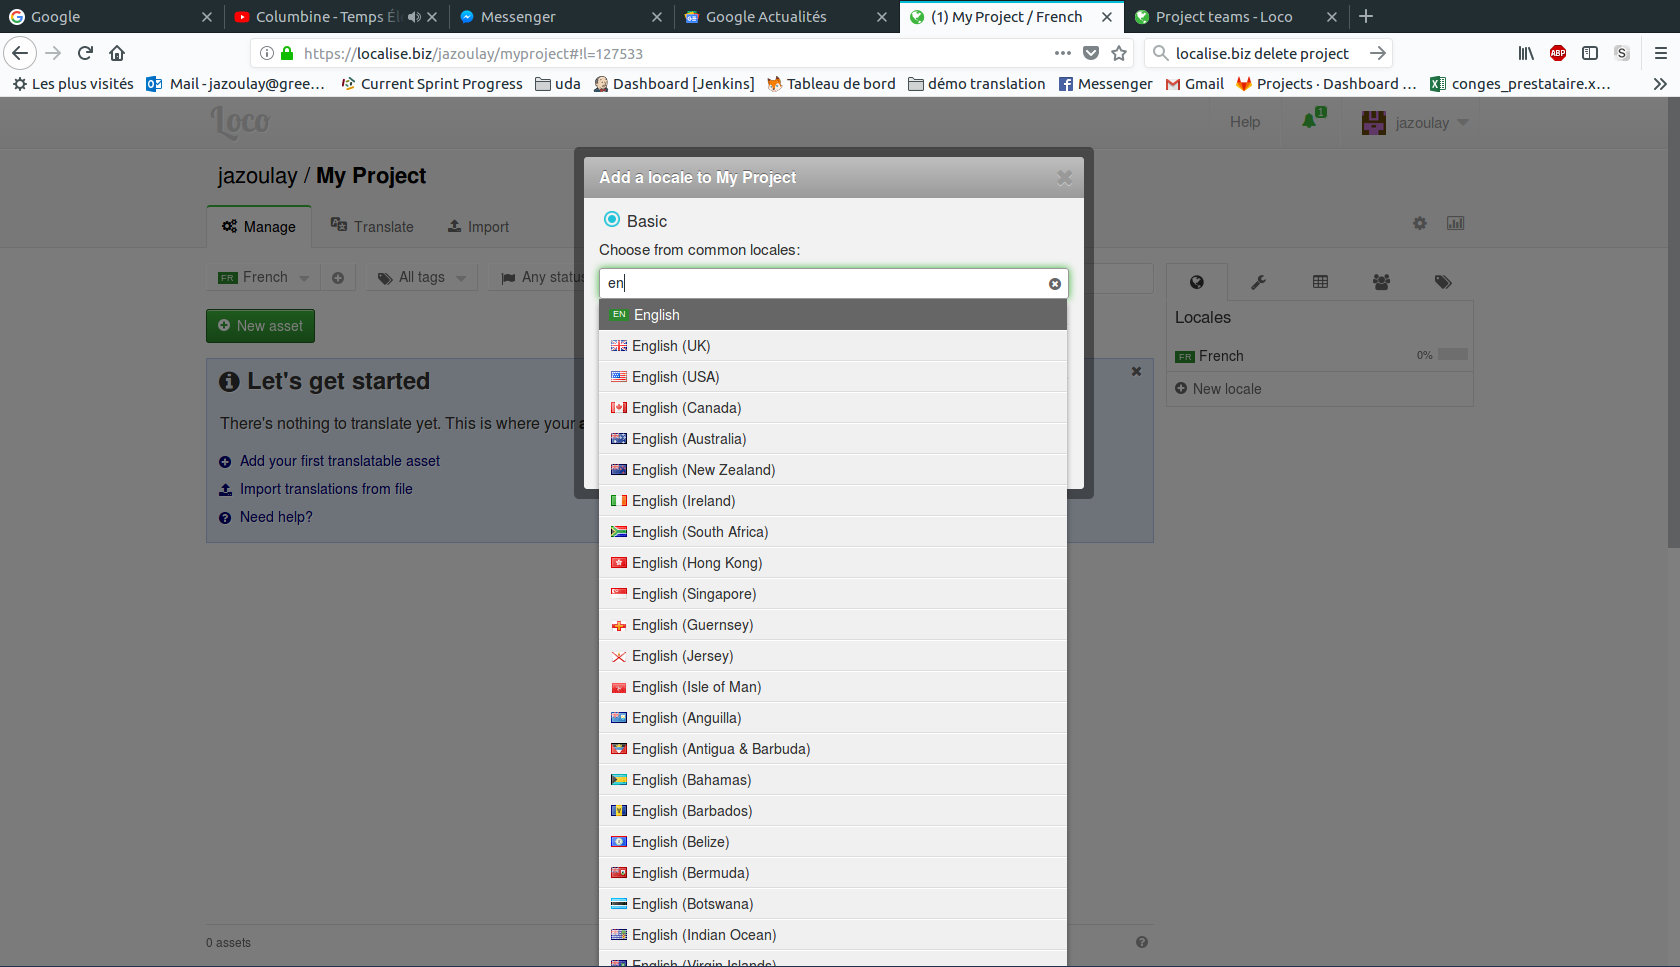 Google
Columbine - Temps Él
Messenger
Google Actualités
(1) My Project / French
Project teams - Loco
https://localise.biz/jazoulay/myproject#!l=127533
localise.biz delete project
ABP
S
Les plus visités
Mail - jazoulay@gree...
Current Sprint Progress
uda
Dashboard [Jenkins]
Tableau de bord
démo translation
Messenger
Gmail
Projects · Dashboard ...
conges_prestataire.x...
Loco
Help
1
jazoulay
jazoulay / My Project
Manage
Translate
Import
FR French
All tags
Any status
New asset
Let's get started
There's nothing to translate yet. This is where your a
Add your first translatable asset
Import translations from file
Need help?
0 assets
Add a locale to My Project
Basic
Choose from common locales:
en
EN English
English (UK)
English (USA)
English (Canada)
English (Australia)
English (New Zealand)
English (Ireland)
English (South Africa)
English (Hong Kong)
English (Singapore)
English (Guernsey)
English (Jersey)
English (Isle of Man)
English (Anguilla)
English (Antigua & Barbuda)
English (Bahamas)
English (Barbados)
English (Belize)
English (Bermuda)
English (Botswana)
English (Indian Ocean)
English (Virgin Islands)
Locales
FR French
0%
New locale